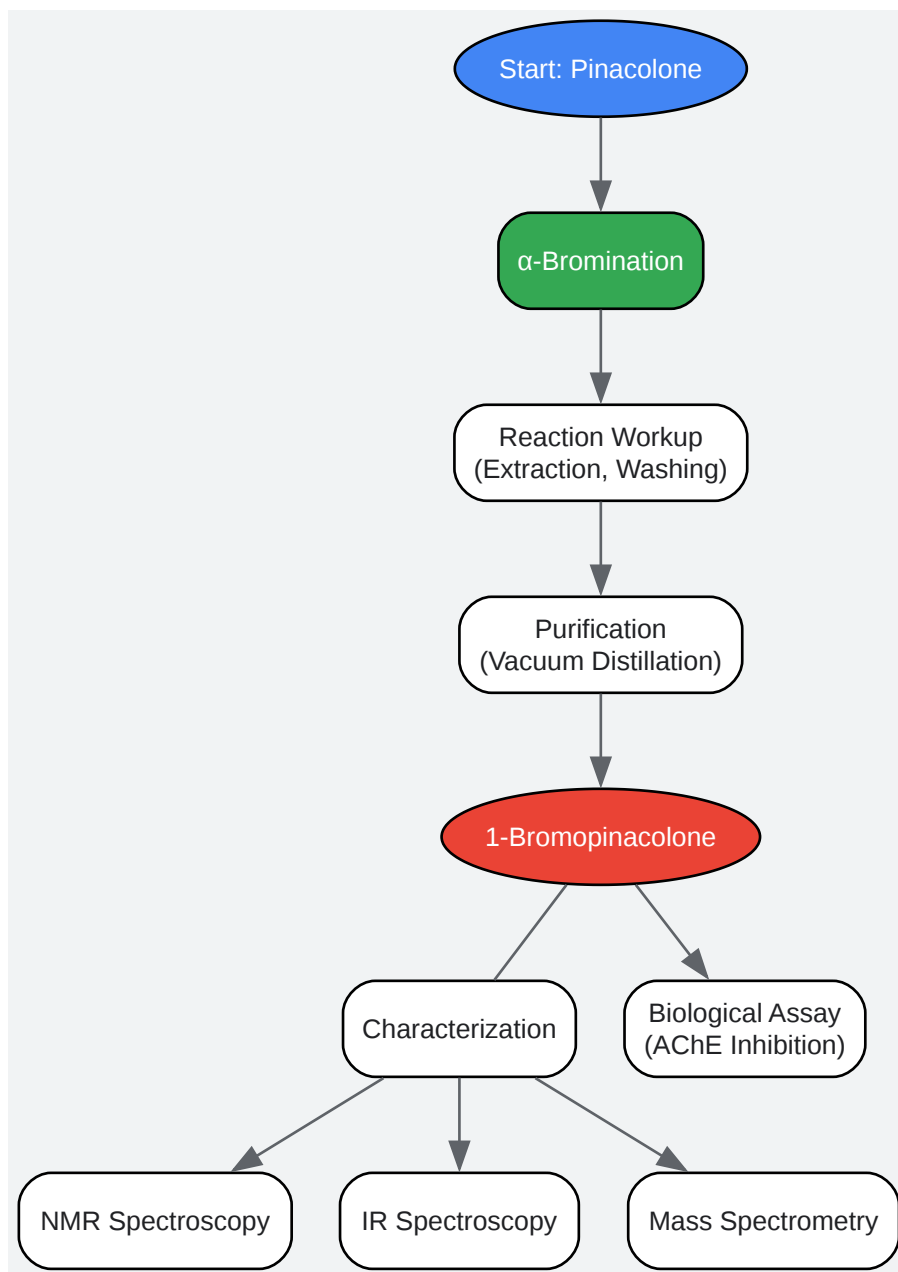 Start: Pinacolone
α-Bromination
Reaction Workup
(Extraction, Washing)
Purification
(Vacuum Distillation)
1-Bromopinacolone
Characterization
Biological Assay
(AChE Inhibition)
NMR Spectroscopy
IR Spectroscopy
Mass Spectrometry